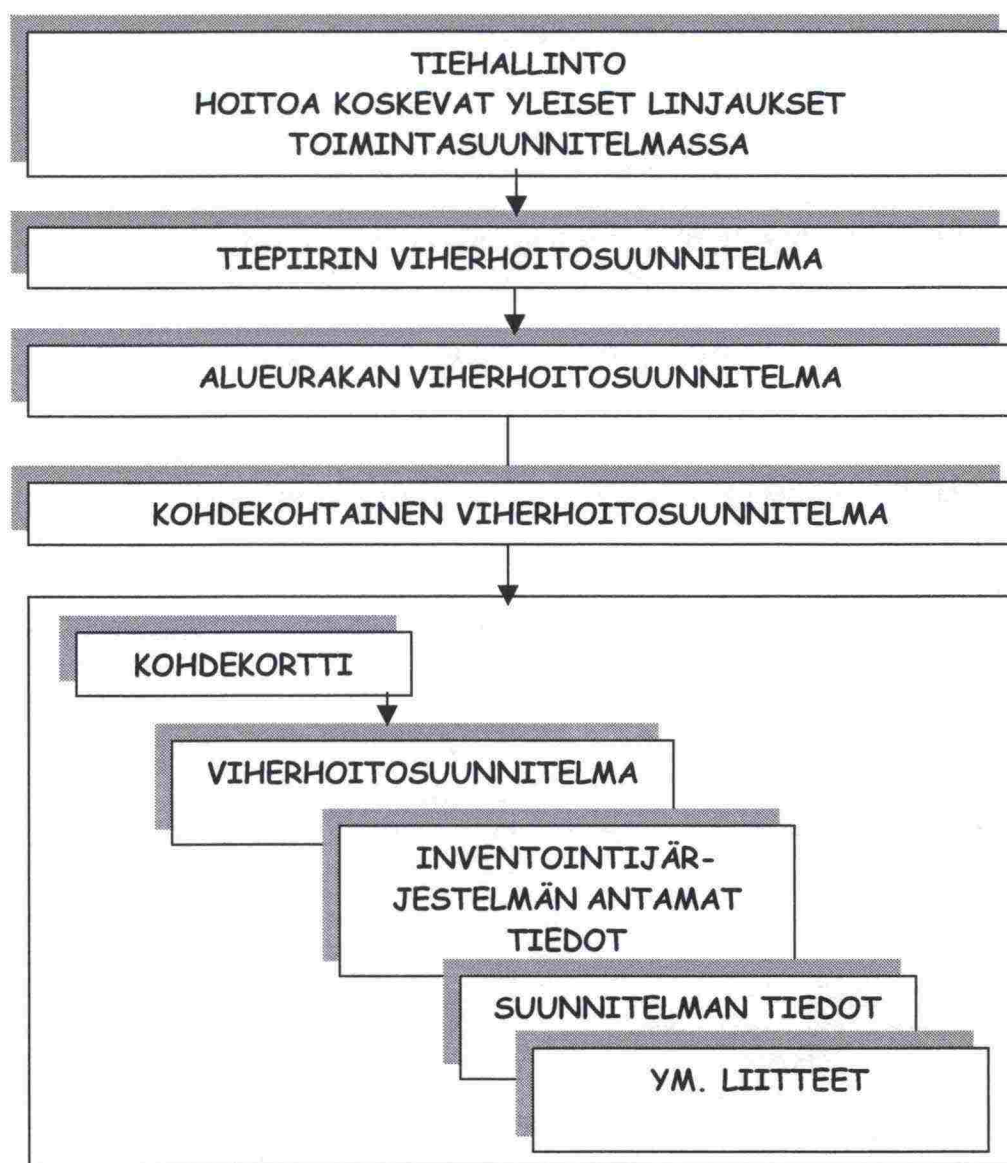 TIEHALLINTO
HOITOA KOSKEVAT YLEISET LINJAUKSET
TOIMINTASUUNNITELMASSA
TIEPIIRIN VIHERHOITOSUUNNITELMA
ALUEURAKAN VIHERHOITOSUUNNITELMA
KOHDEKOHTAINEN VIHERHOITOSUUNNITELMA
KOHDEKORTTI
VIHERHOITOSUUNNITELMA
INVENTOINTIJÄR-
JESTELMÄN ANTAMAT
TIEDOT
SUUNNITELMAN TIEDOT
YM. LIITTEET